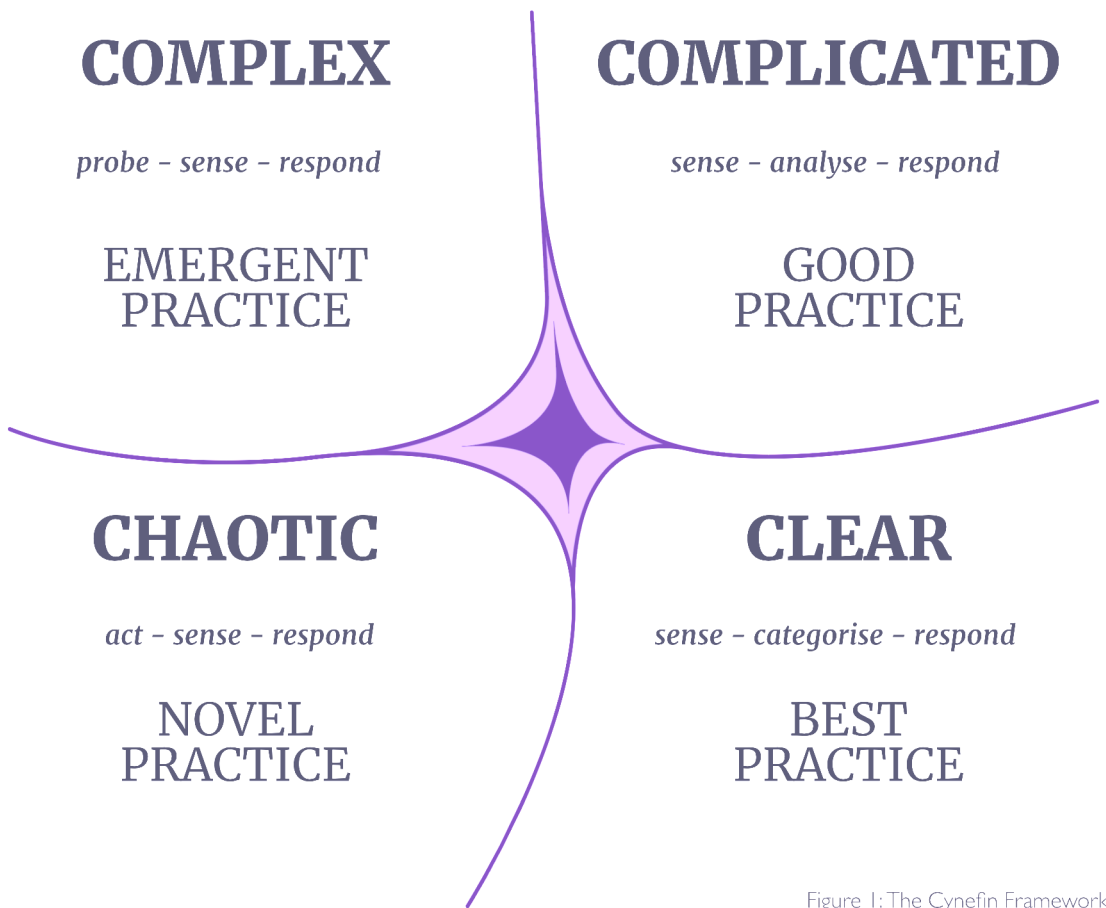 COMPLEX
probe – sense – respond
EMERGENT
PRACTICE
COMPLICATED
sense – analyse – respond
GOOD
PRACTICE
CHAOTIC
act – sense – respond
NOVEL
PRACTICE
CLEAR
sense – categorise – respond
BEST
PRACTICE
Figure 1: The Cynefin Framework